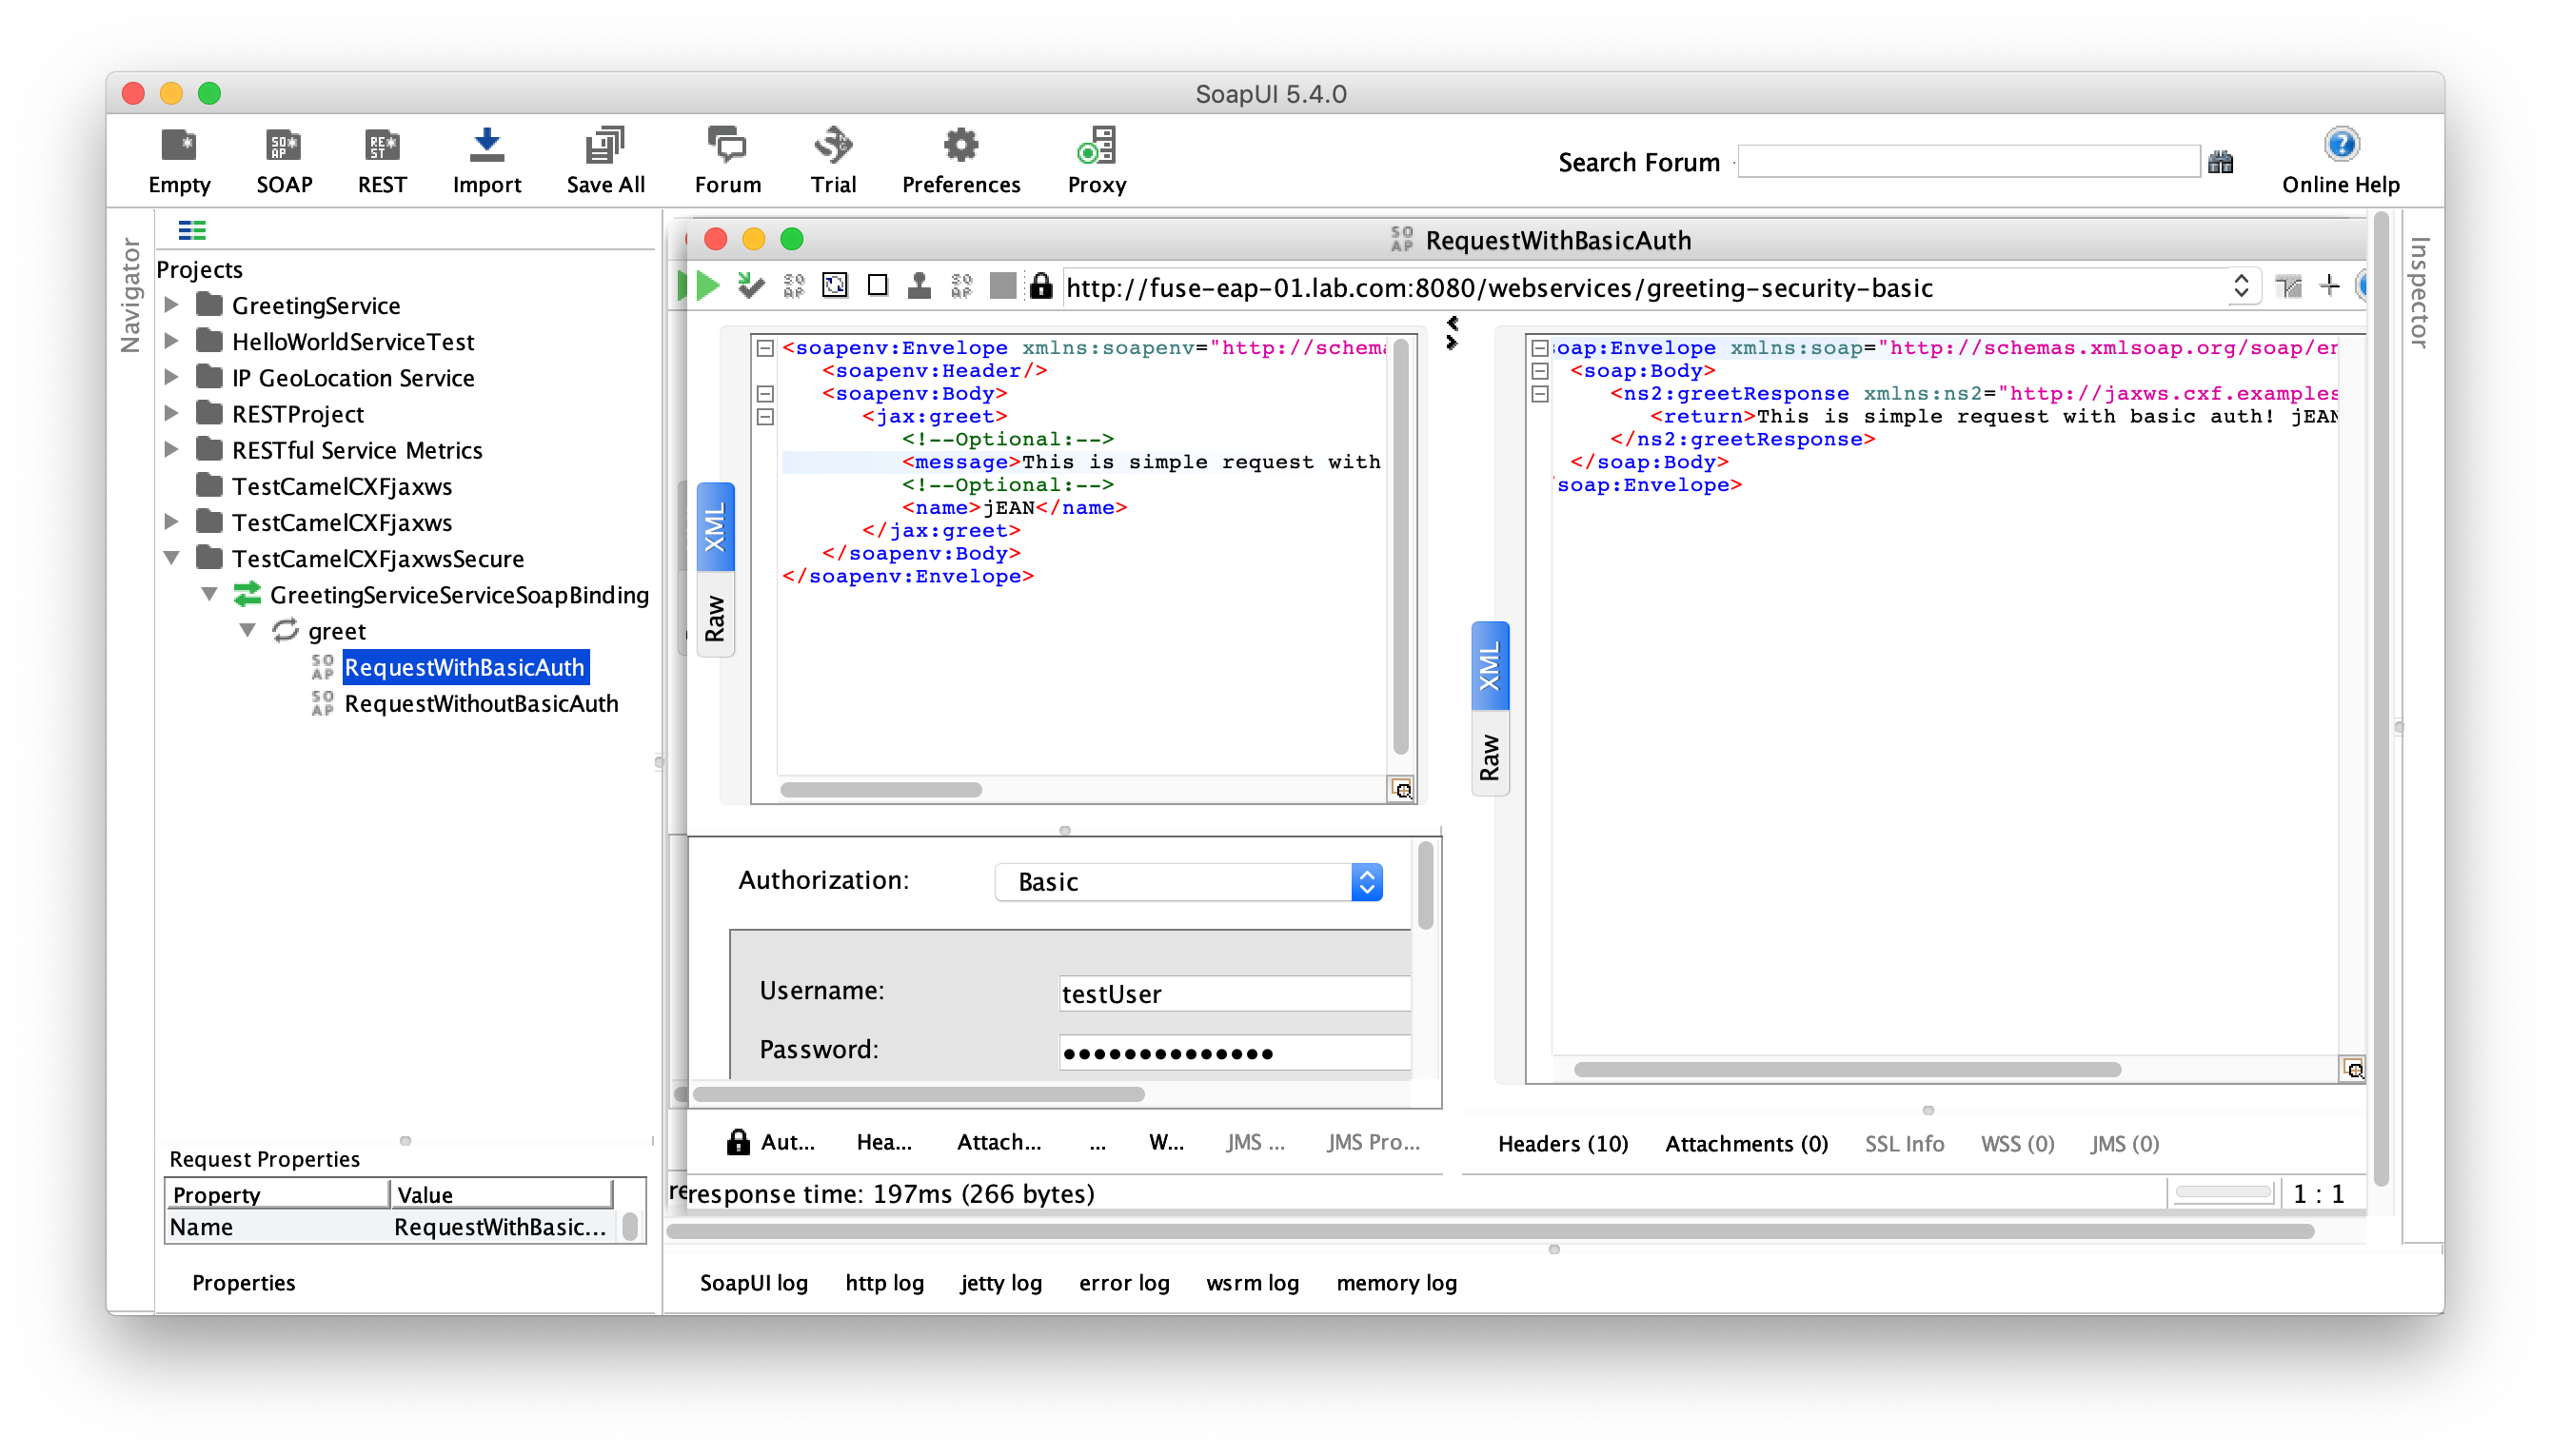 SoapUI 5.4.0
Empty SOAP REST Import Save All Forum Trial Preferences Proxy
Search Forum
Online Help
Navigator
Projects
GreetingService
HelloWorldServiceTest
IP GeoLocation Service
RESTProject
RESTful Service Metrics
TestCamelCXFjaxws
TestCamelCXFjaxws
TestCamelCXFjaxwsSecure
GreetingServiceServiceSoapBinding
greet
RequestWithBasicAuth
RequestWithoutBasicAuth
Request Properties
Property Value
Name RequestWithBasic...
Properties
RequestWithBasicAuth
http://fuse-eap-01.lab.com:8080/webservices/greeting-security-basic
XML
Raw
<soapenv:Envelope xmlns:soapenv="http://schema
<soapenv:Header/>
<soapenv:Body>
<jax:greet>
<!--Optional:-->
<message>This is simple request with
<!--Optional:-->
<name>jEAN</name>
</jax:greet>
</soapenv:Body>
</soapenv:Envelope>
Authorization: Basic
Username: testUser
Password: ••••••••••••••
Aut... Hea... Attach... ... W... JMS ... JMS Pro...
XML
Raw
soap:Envelope xmlns:soap="http://schemas.xmlsoap.org/soap/en
<soap:Body>
<ns2:greetResponse xmlns:ns2="http://jaxws.cxf.examples
<return>This is simple request with basic auth! jEAN
</ns2:greetResponse>
</soap:Body>
soap:Envelope>
Headers (10) Attachments (0) SSL Info WSS (0) JMS (0)
response time: 197ms (266 bytes)
1 : 1
Inspector
SoapUI log http log jetty log error log wsrm log memory log